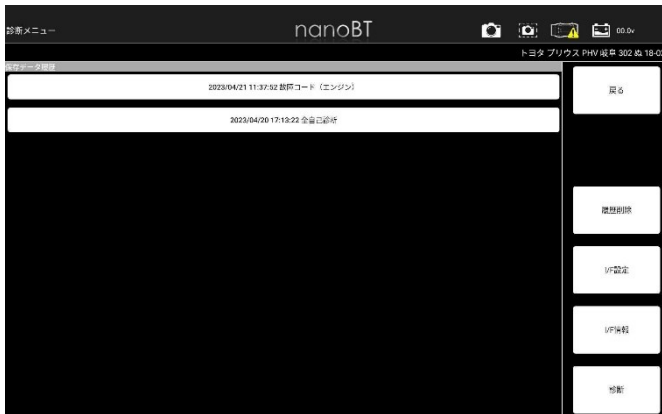 診断メニュー
nanoBT
00.0v
トヨタ プリウス PHV 岐阜 302 ぬ 18-02
保存データ履歴
2023/04/21 11:37:52 故障コード（エンジン）
2023/04/20 17:13:22 全自己診断
戻る
履歴削除
I/F設定
I/F情報
診断